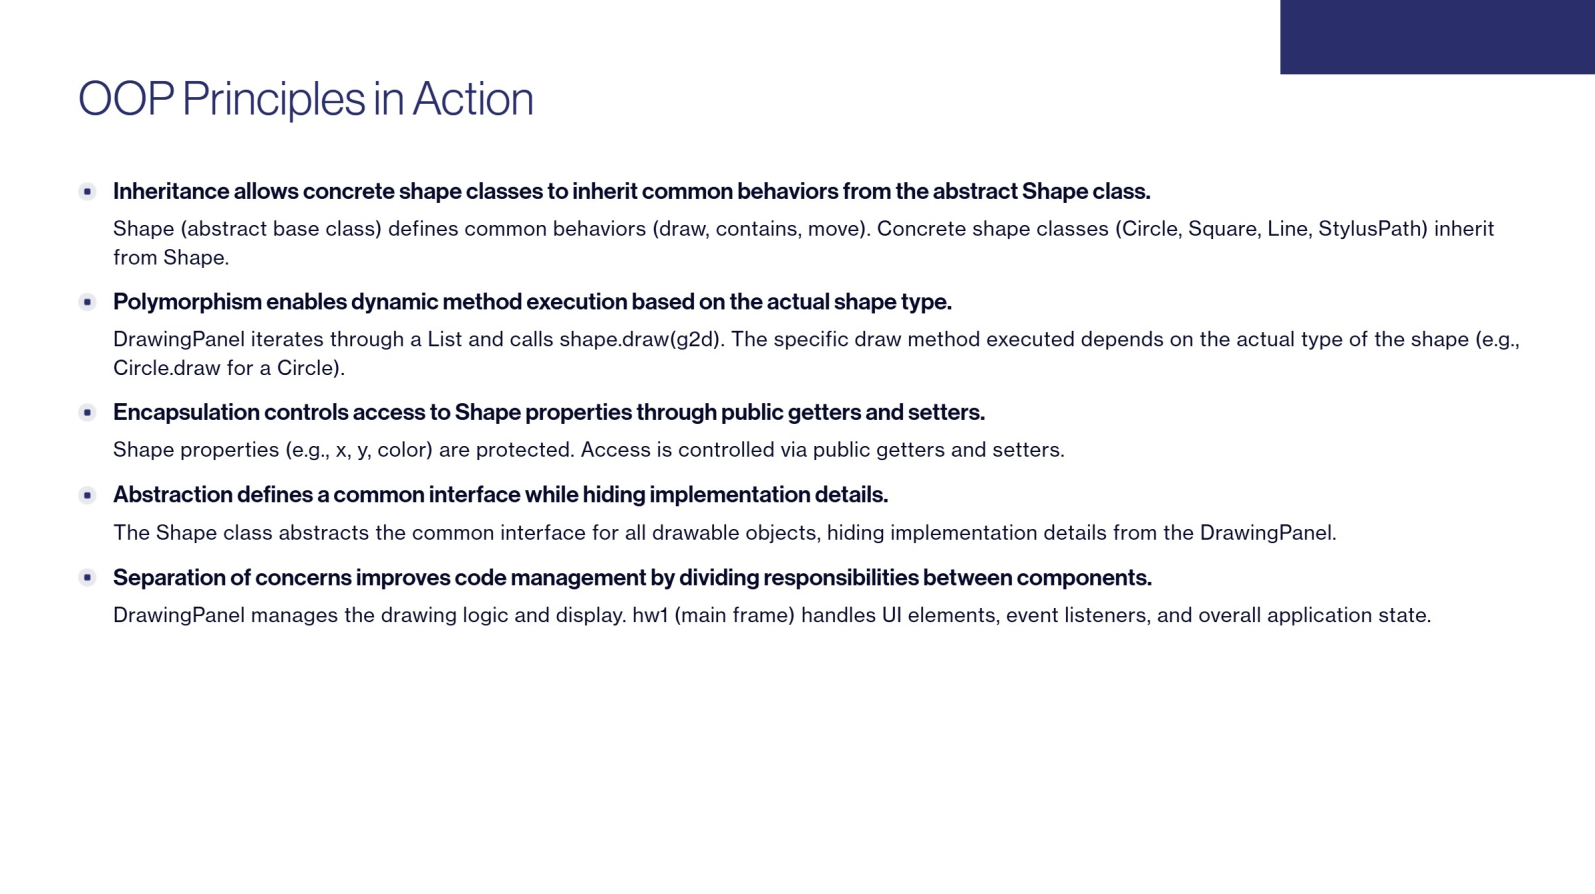 OOP Principles in Action
Inheritance allows concrete shape classes to inherit common behaviors from the abstract Shape class.
Shape (abstract base class) defines common behaviors (draw, contains, move). Concrete shape classes (Circle, Square, Line, StylusPath) inherit
from Shape.
Polymorphism enables dynamic method execution based on the actual shape type.
DrawingPanel iterates through a List and calls shape.draw(g2d). The specific draw method executed depends on the actual type of the shape (e.g.,
Circle.draw for a Circle).
Encapsulation controls access to Shape properties through public getters and setters.
Shape properties (e.g., x, y, color) are protected. Access is controlled via public getters and setters.
Abstraction defines a common interface while hiding implementation details.
The Shape class abstracts the common interface for all drawable objects, hiding implementation details from the DrawingPanel.
Separation of concerns improves code management by dividing responsibilities between components.
DrawingPanel manages the drawing logic and display. hw1 (main frame) handles UI elements, event listeners, and overall application state.